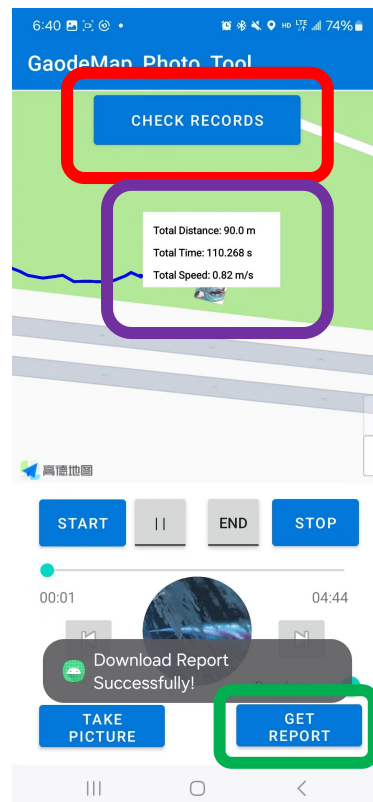 6:40
HD LTE 74%
GaodeMap Photo Tool
CHECK RECORDS
Total Distance: 90.0 m
Total Time: 110.268 s
Total Speed: 0.82 m/s
高德地图
START || END STOP
00:01 04:44
Download Report
Successfully!
TAKE
PICTURE
GET
REPORT